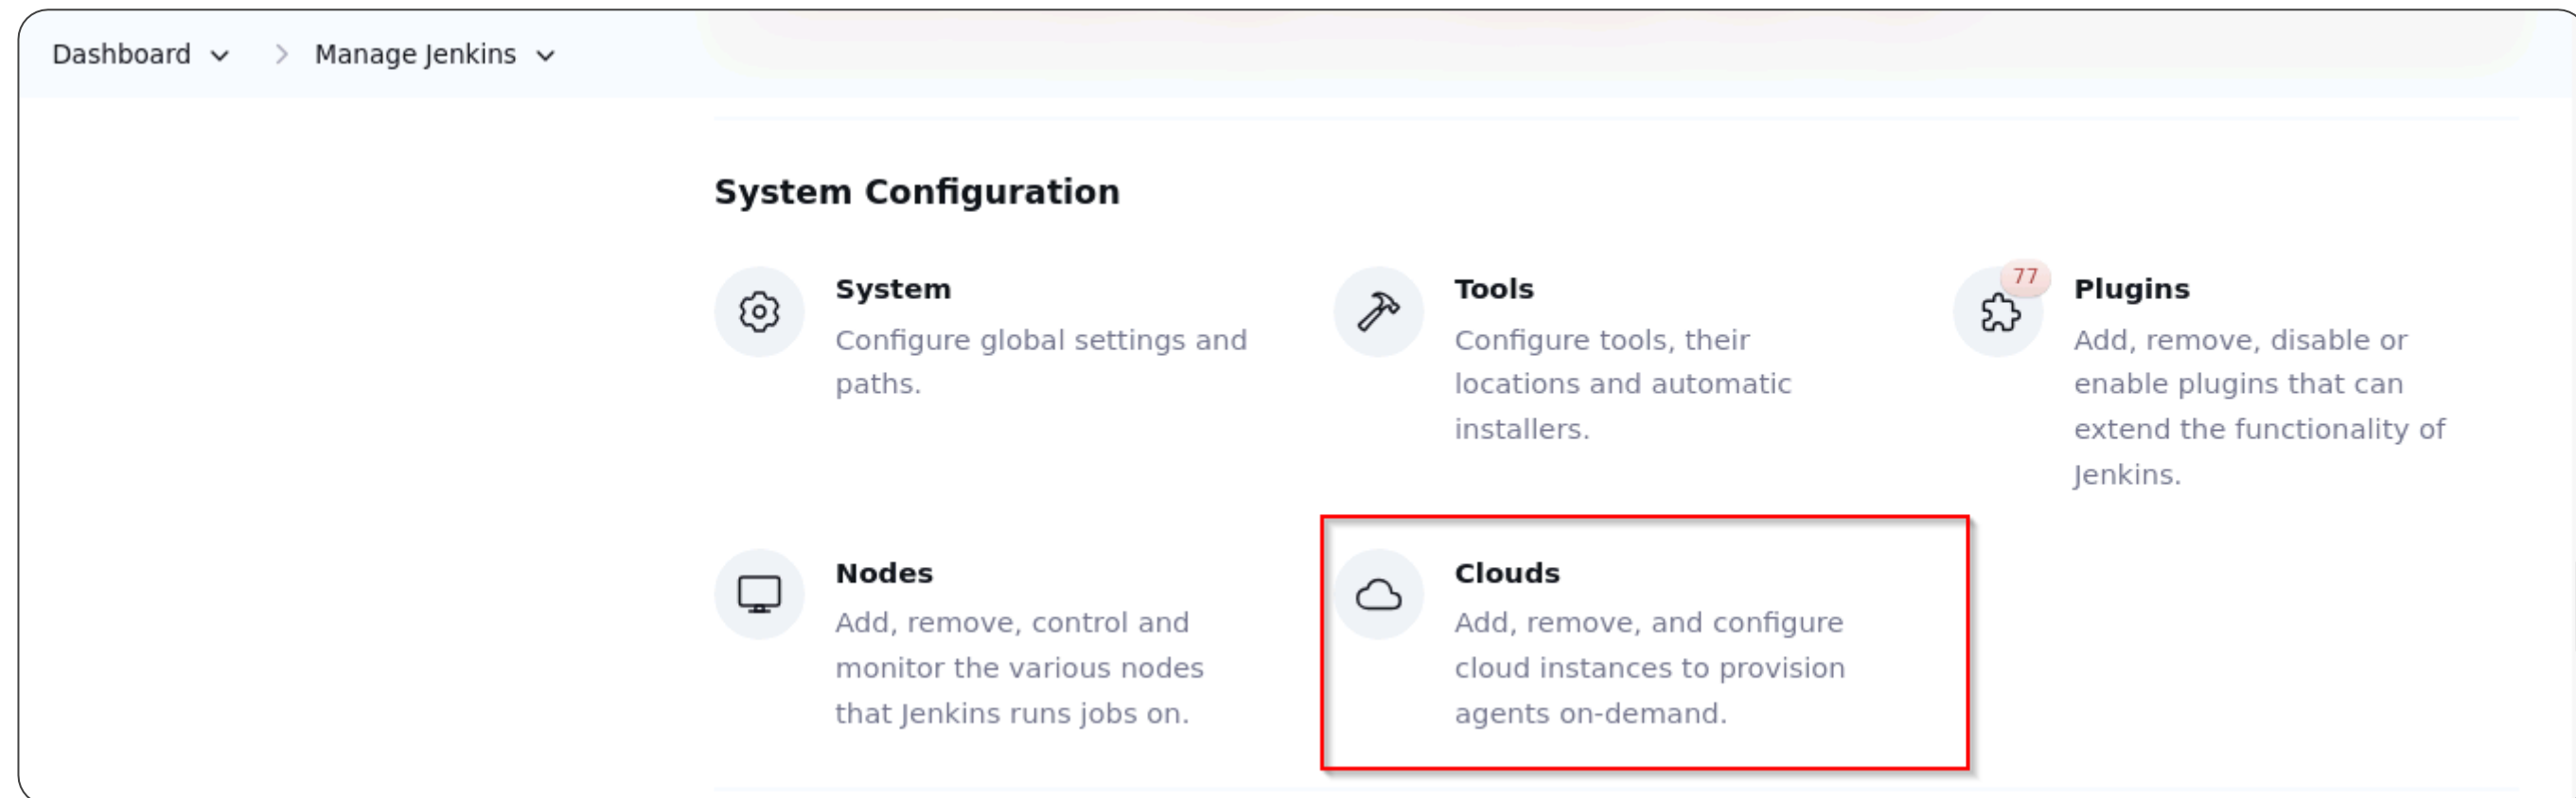 Dashboard
Manage Jenkins
System Configuration
System
Configure global settings and
paths.
Tools
Configure tools, their
locations and automatic
installers.
77
Plugins
Add, remove, disable or
enable plugins that can
extend the functionality of
Jenkins.
Nodes
Add, remove, control and
monitor the various nodes
that Jenkins runs jobs on.
Clouds
Add, remove, and configure
cloud instances to provision
agents on-demand.